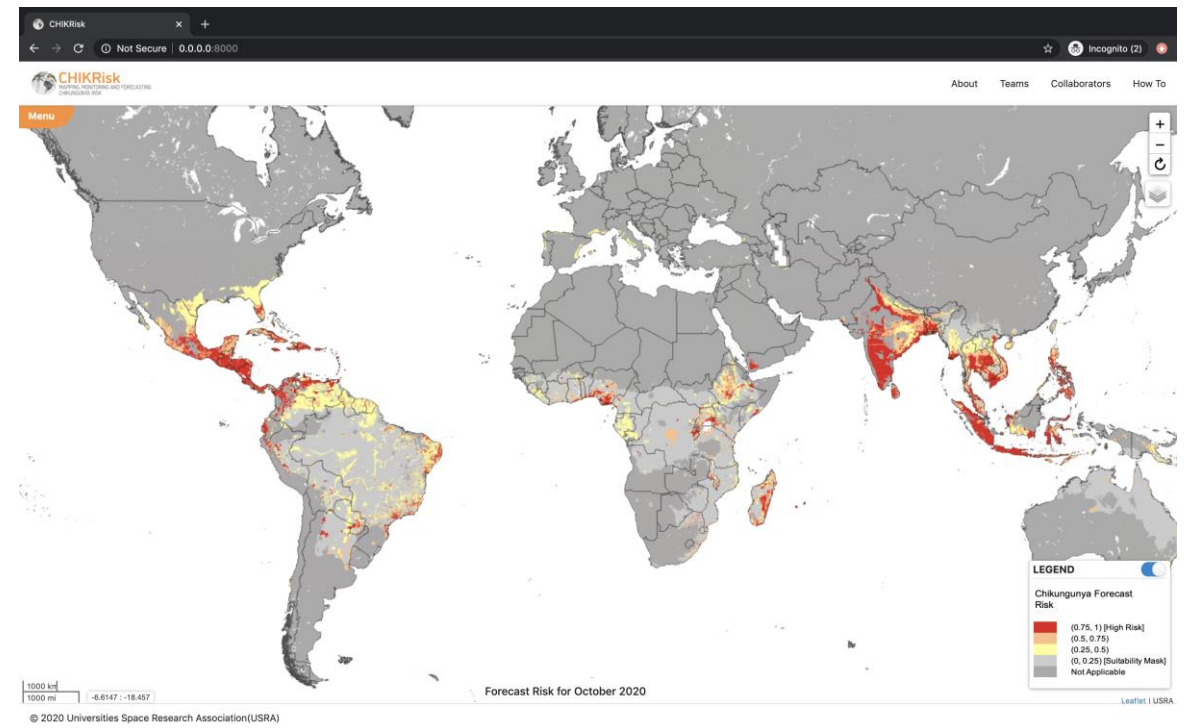 CHIKRisk
Not Secure | 0.0.0.0:8000
Incognito (2)
CHIKRisk
MAPPING, MONITORING AND FORECASTING
CHIKUNGUNYA RISK
About Teams Collaborators How To
Menu
+
−
LEGEND
Chikungunya Forecast
Risk
(0.75, 1) [High Risk]
(0.5, 0.75)
(0.25, 0.5)
(0, 0.25) [Suitability Mask]
Not Applicable
1000 km
1000 mi
-6.6147 : -18.457
Forecast Risk for October 2020
Leaflet | USRA
© 2020 Universities Space Research Association(USRA)